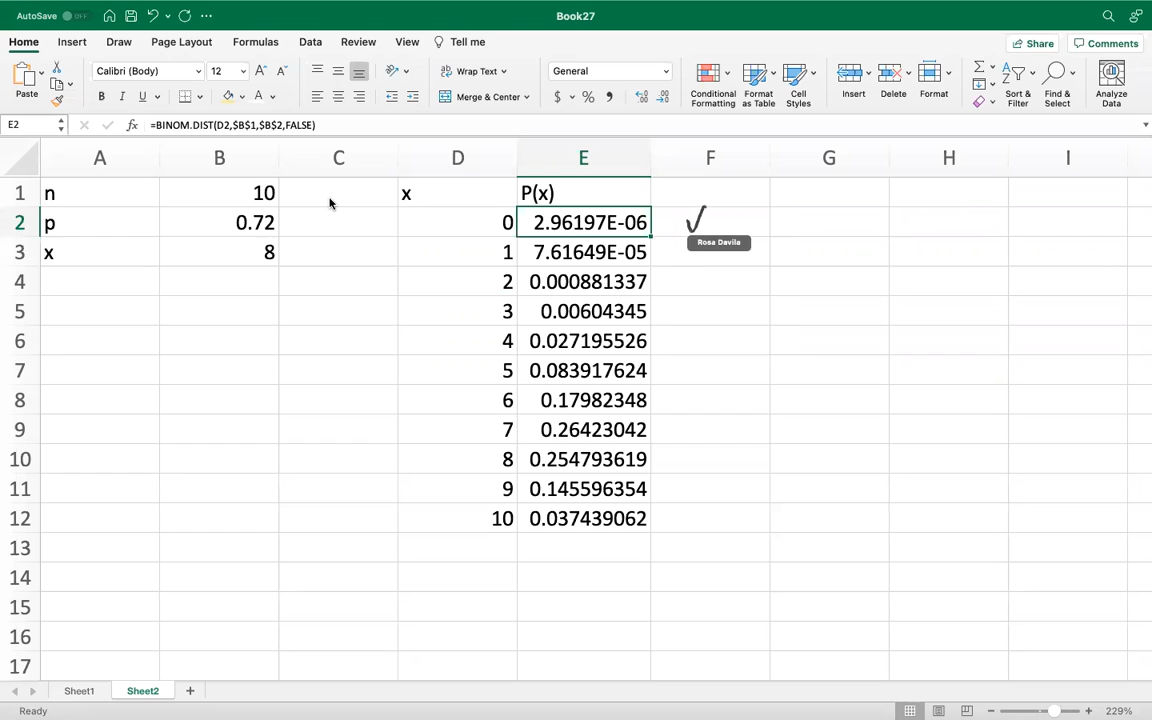 AutoSave OFF ... Book27
Home Insert Draw Page Layout Formulas Data Review View Tell me Share Comments
Paste Calibri (Body) 12 A A Wrap Text General Conditional Formatting Format as Table Cell Styles Insert Delete Format Sort & Filter Find & Select Analyze Data
B I U A Merge & Center $ % ,
E2 fx =BINOM.DIST(D2,$B$1,$B$2,FALSE)
A B C D E F G H I
1 n 10 x P(x)
2 p 0.72 0 2.96197E-06 ✓
Rosa Davila
3 x 8 1 7.61649E-05
4 2 0.000881337
5 3 0.00604345
6 4 0.027195526
7 5 0.083917624
8 6 0.17982348
9 7 0.26423042
10 8 0.254793619
11 9 0.145596354
12 10 0.037439062
13
14
15
16
17
Sheet1 Sheet2 +
Ready 219%